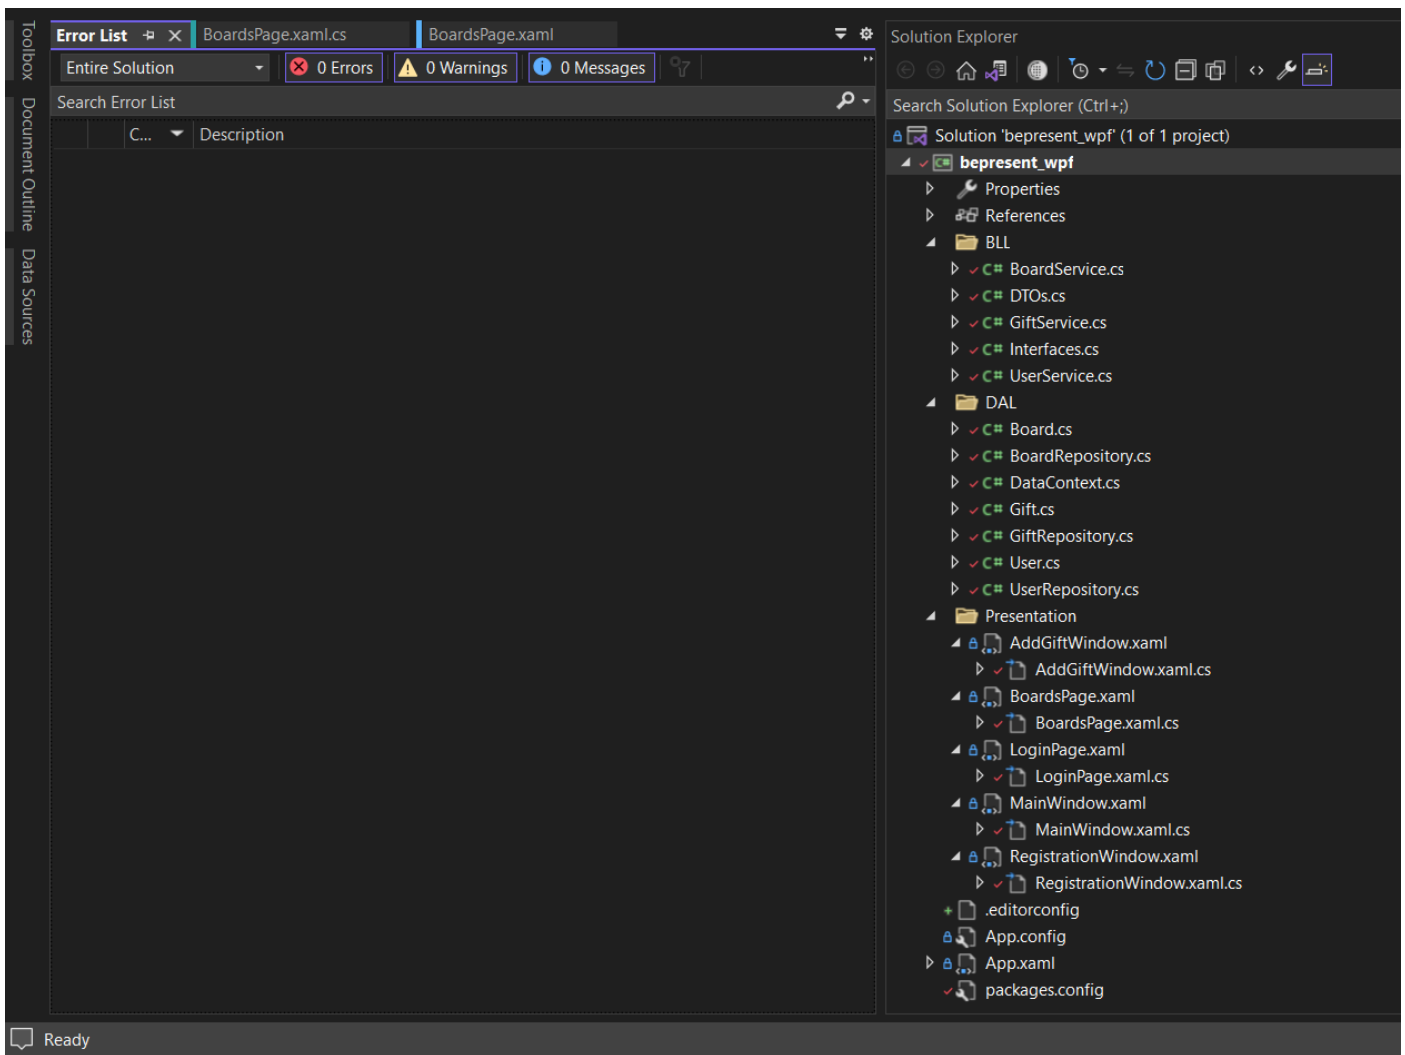 Toolbox
Document Outline
Data Sources
Error List
BoardsPage.xaml.cs
BoardsPage.xaml
Entire Solution
0 Errors
0 Warnings
0 Messages
Search Error List
C...
Description
Solution Explorer
Search Solution Explorer (Ctrl+;)
Solution 'bepresent_wpf' (1 of 1 project)
C# bepresent_wpf
Properties
References
BLL
C# BoardService.cs
C# DTOs.cs
C# GiftService.cs
C# Interfaces.cs
C# UserService.cs
DAL
C# Board.cs
C# BoardRepository.cs
C# DataContext.cs
C# Gift.cs
C# GiftRepository.cs
C# User.cs
C# UserRepository.cs
Presentation
AddGiftWindow.xaml
AddGiftWindow.xaml.cs
BoardsPage.xaml
BoardsPage.xaml.cs
LoginPage.xaml
LoginPage.xaml.cs
MainWindow.xaml
MainWindow.xaml.cs
RegistrationWindow.xaml
RegistrationWindow.xaml.cs
.editorconfig
App.config
App.xaml
packages.config
Ready